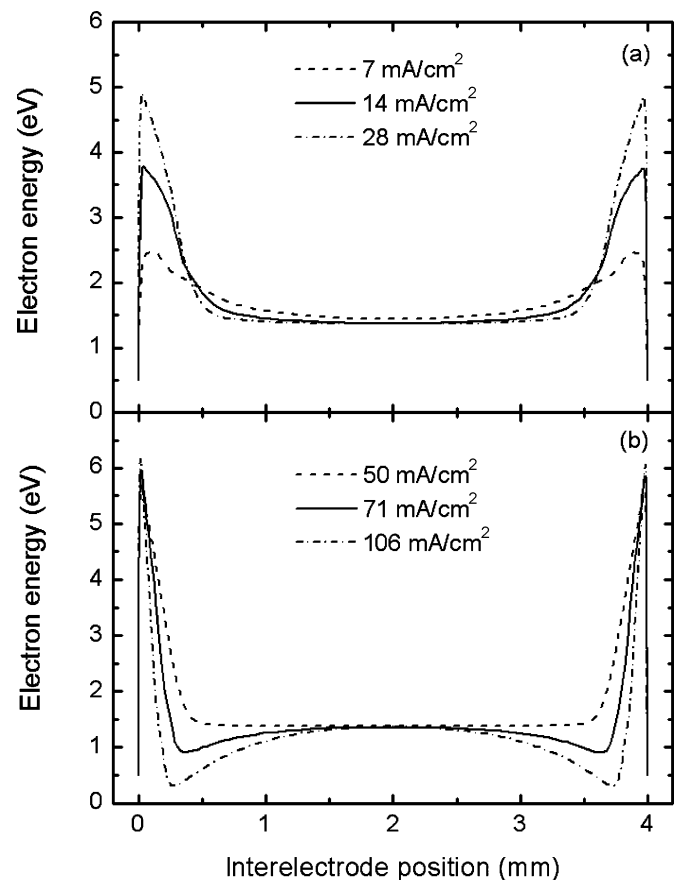 6
5
4
3
2
1
0
Electron energy (eV)
(a)
7 mA/cm²
14 mA/cm²
28 mA/cm²
6
5
4
3
2
1
0
Electron energy (eV)
(b)
50 mA/cm²
71 mA/cm²
106 mA/cm²
0 1 2 3 4
Interelectrode position (mm)